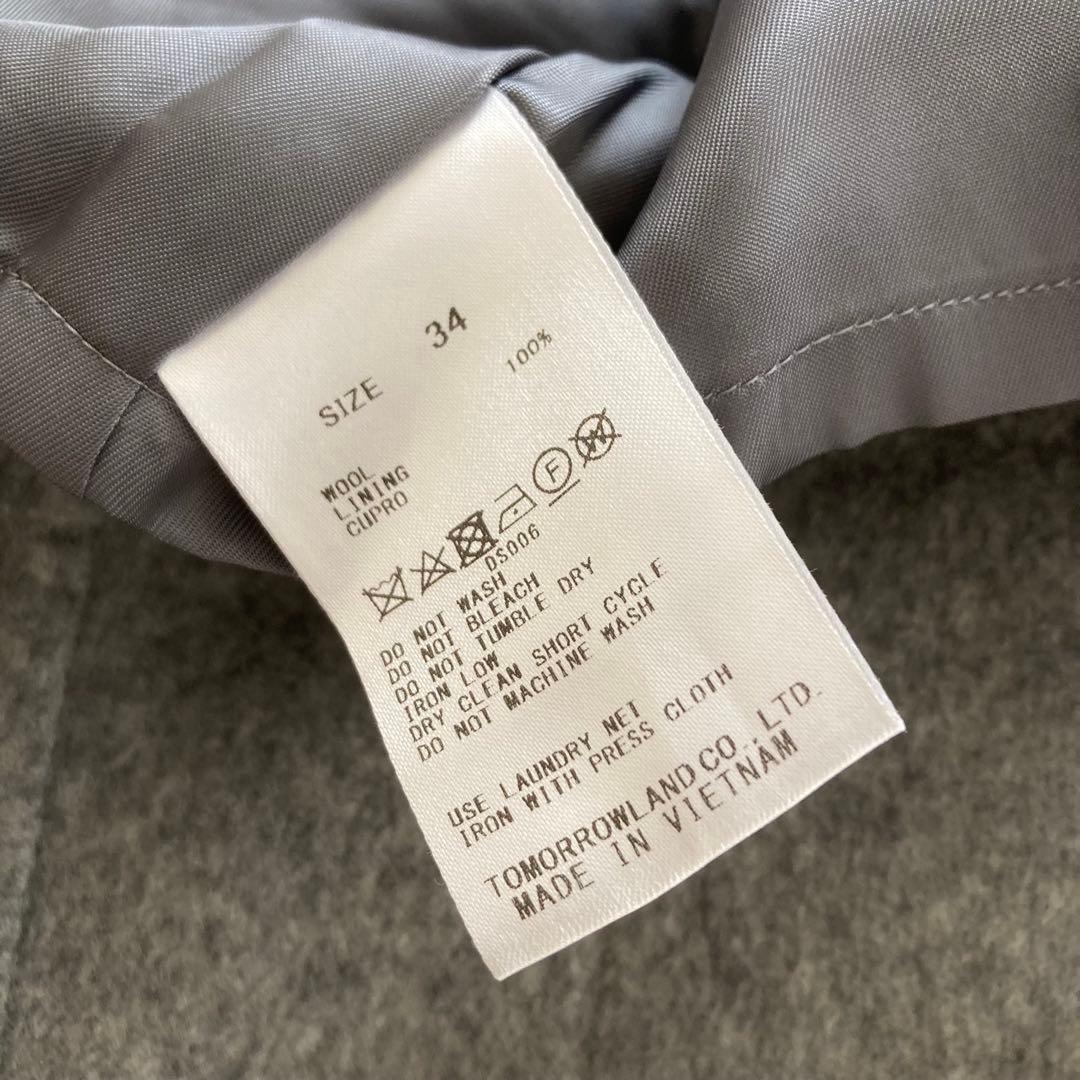 SIZE 34
WOOL 100%
LINING
CUPRO
F W
DS006
DO NOT WASH
DO NOT BLEACH
DO NOT TUMBLE DRY
IRON LOW
DRY CLEAN SHORT CYCLE
DO NOT MACHINE WASH
USE LAUNDRY NET
IRON WITH PRESS CLOTH
TOMORROWLAND CO., LTD.
MADE IN VIETNAM